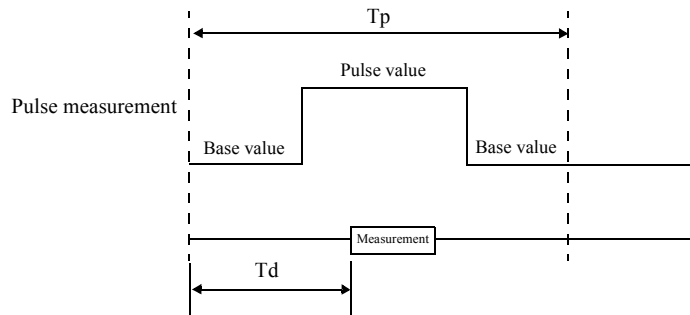 Tp
Pulse value
Pulse measurement
Base value
Base value
Measurement
Td